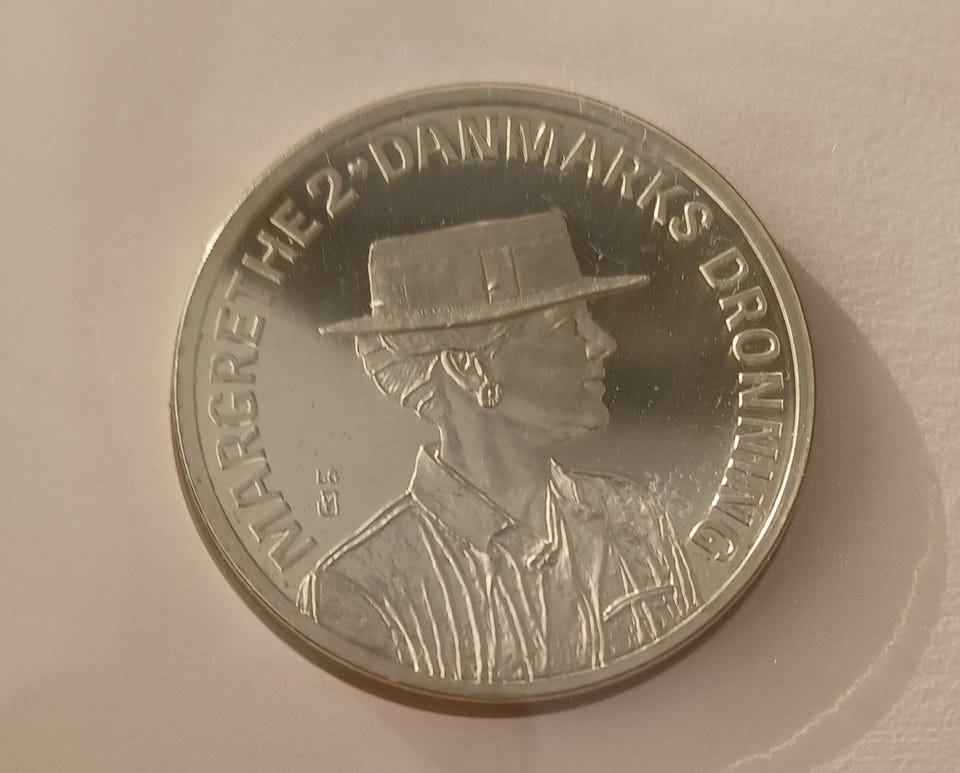 MARGRETHE 2• DANMARKS DRONNING